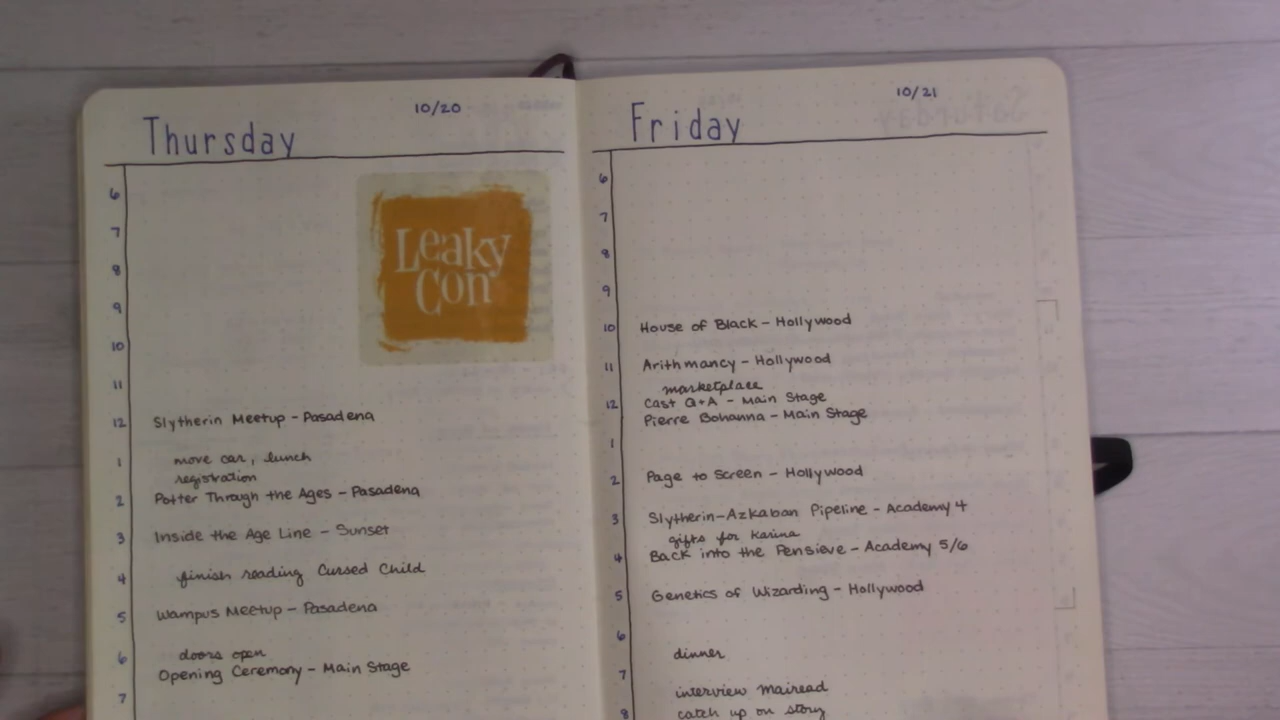 10/20
Thursday
Leaky
Con
6
7
8
9
10
11
12 Slytherin Meetup - Pasadena
1 move car, lunch
registration
2 Potter Through the Ages - Pasadena
3 Inside the Age Line - Sunset
4 finish reading Cursed Child
5 Wampus Meetup - Pasadena
6 doors open
Opening Ceremony - Main Stage
7
10/21
Friday
6
7
8
9
10 House of Black - Hollywood
11 Arithmancy - Hollywood
marketplace
12 Cast Q+A - Main Stage
Pierre Bohanna - Main Stage
1
2 Page to Screen - Hollywood
3 Slytherin-Azkaban Pipeline - Academy 4
gifts for Karina
4 Back into the Pensieve - Academy 5/6
5 Genetics of Wizarding - Hollywood
6
dinner
7
interview Mairead
8 catch up on story
Saturday